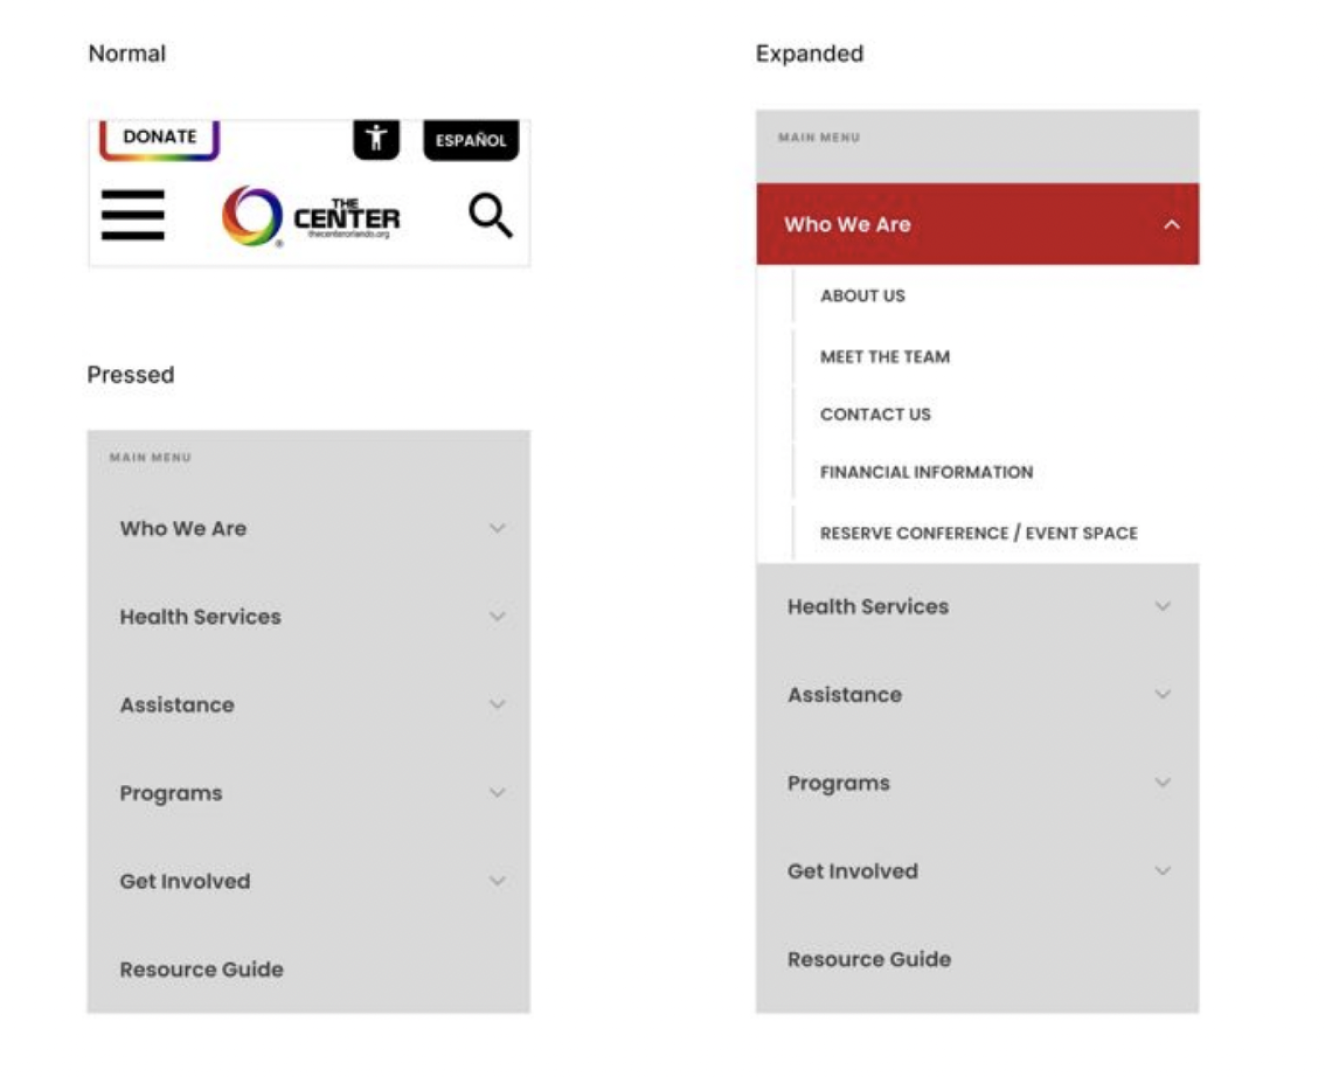 Normal
DONATE
ESPAÑOL
THE
CENTER
thecenterorlando.org
®
Pressed
MAIN MENU
Who We Are
Health Services
Assistance
Programs
Get Involved
Resource Guide
Expanded
MAIN MENU
Who We Are
ABOUT US
MEET THE TEAM
CONTACT US
FINANCIAL INFORMATION
RESERVE CONFERENCE / EVENT SPACE
Health Services
Assistance
Programs
Get Involved
Resource Guide